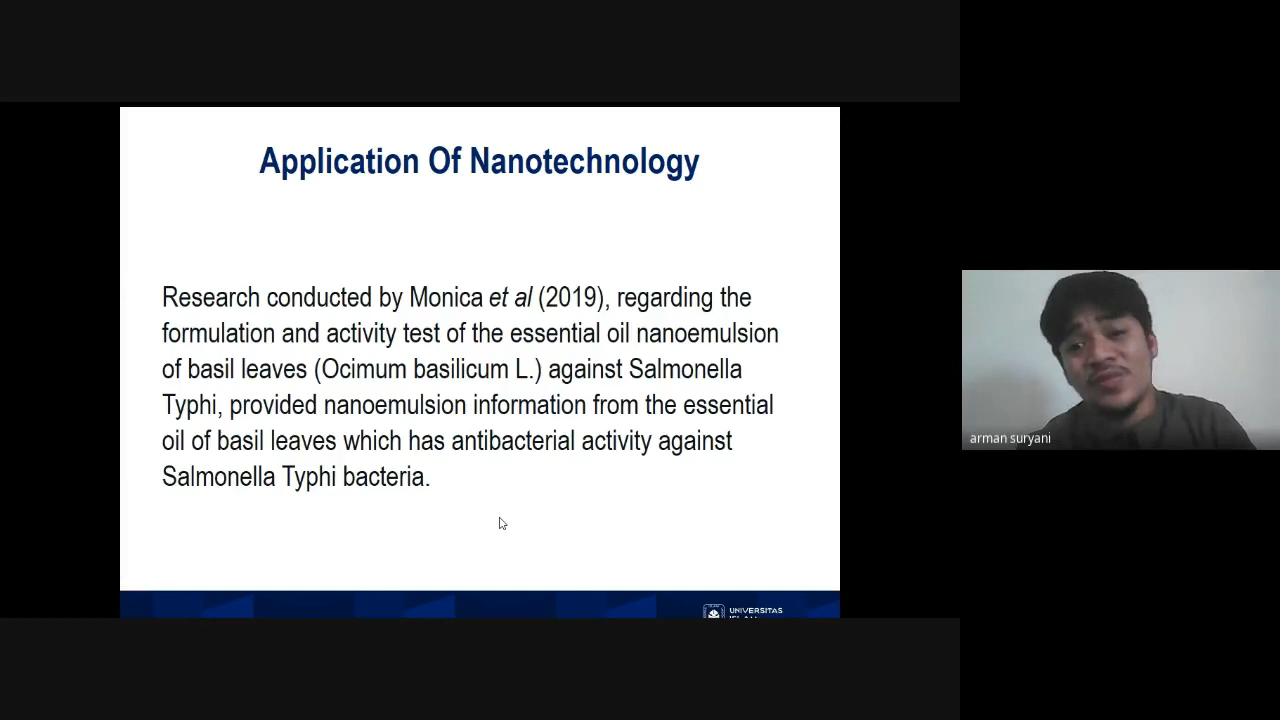 Application Of Nanotechnology
Research conducted by Monica et al (2019), regarding the
formulation and activity test of the essential oil nanoemulsion
of basil leaves (Ocimum basilicum L.) against Salmonella
Typhi, provided nanoemulsion information from the essential
oil of basil leaves which has antibacterial activity against
Salmonella Typhi bacteria.
arman suryani
UNIVERSITAS